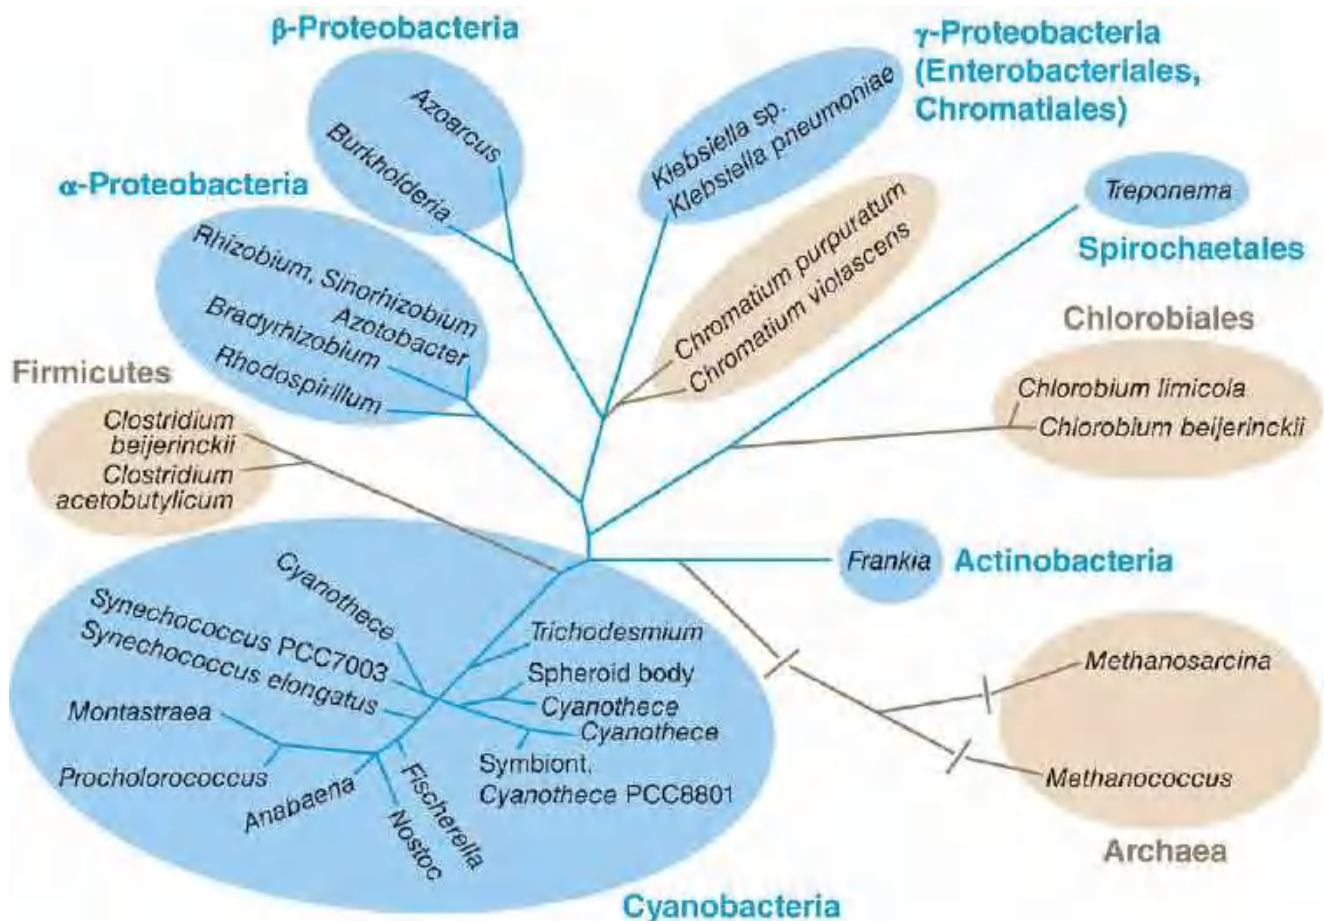 β-Proteobacteria
γ-Proteobacteria
(Enterobacteriales,
Chromatiales)
Azoarcus
Burkholderia
Klebsiella sp.
Klebsiella pneumoniae
α-Proteobacteria
Treponema
Spirochaetales
Rhizobium, Sinorhizobium
Azotobacter
Bradyrhizobium
Rhodospirillum
Chromatium purpuratum
Chromatium violascens
Chlorobiales
Chlorobium limicola
Chlorobium beijerinckii
Firmicutes
Clostridium
beijerinckii
Clostridium
acetobutylicum
Frankia
Actinobacteria
Cyanothece
Synechococcus PCC7003
Synechococcus elongatus
Trichodesmium
Spheroid body
Cyanothece
Cyanothece
Montastraea
Procholorococcus
Anabaena
Nostoc
Fischerella
Symbiont,
Cyanothece PCC8801
Methanosarcina
Methanococcus
Archaea
Cyanobacteria